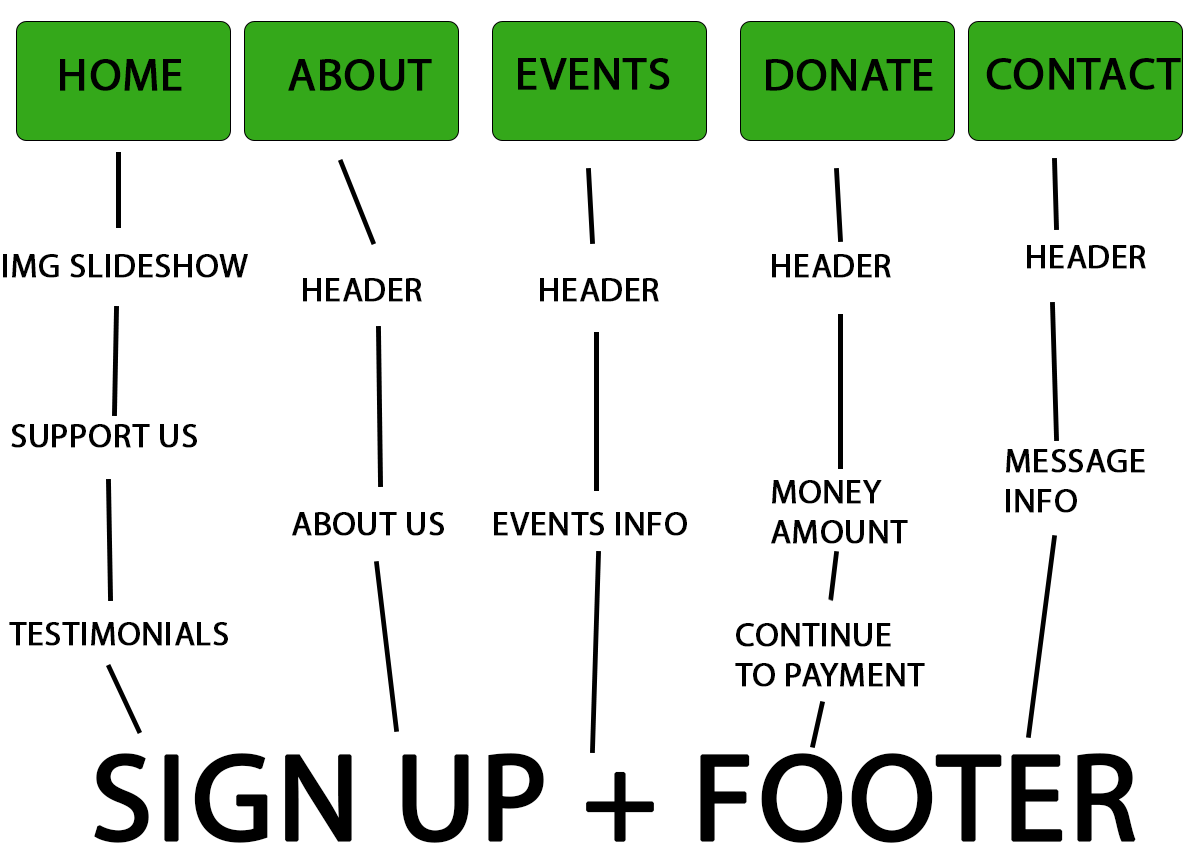 HOME
ABOUT
EVENTS
DONATE
CONTACT
IMG SLIDESHOW
SUPPORT US
TESTIMONIALS
HEADER
ABOUT US
HEADER
EVENTS INFO
HEADER
MONEY
AMOUNT
CONTINUE
TO PAYMENT
HEADER
MESSAGE
INFO
SIGN UP + FOOTER